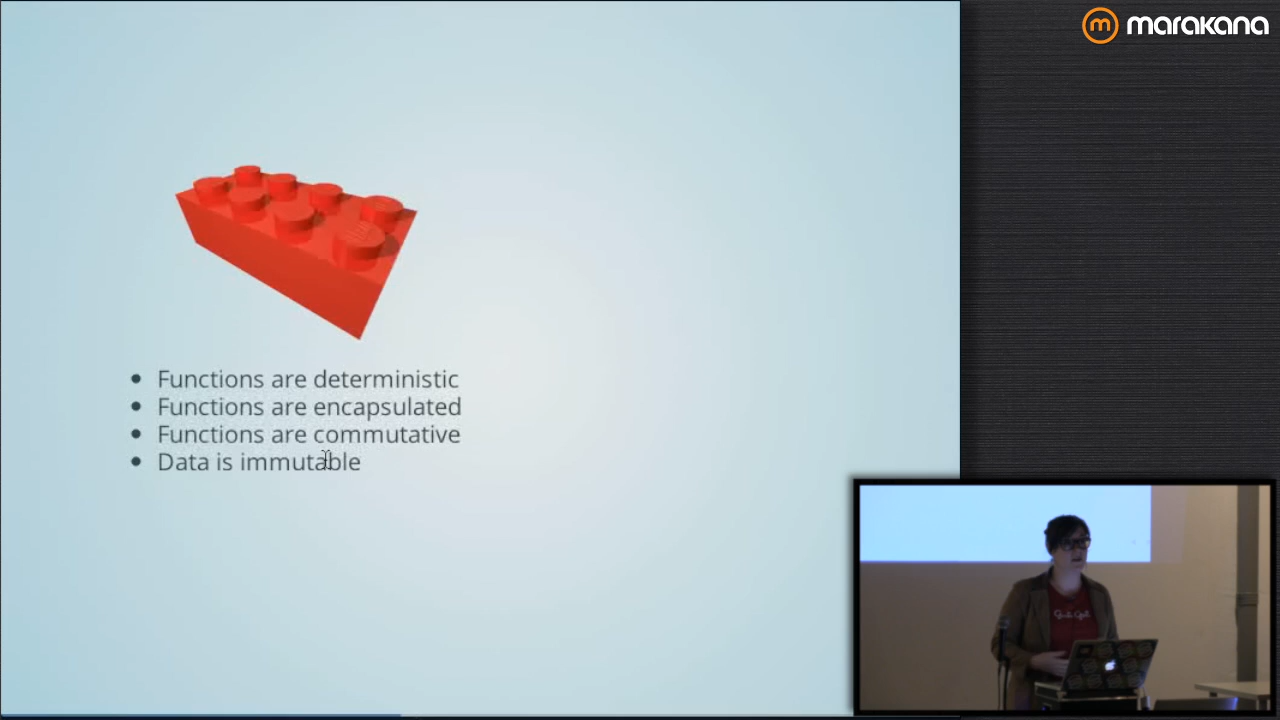 marakana
Functions are deterministic
Functions are encapsulated
Functions are commutative
Data is immutable